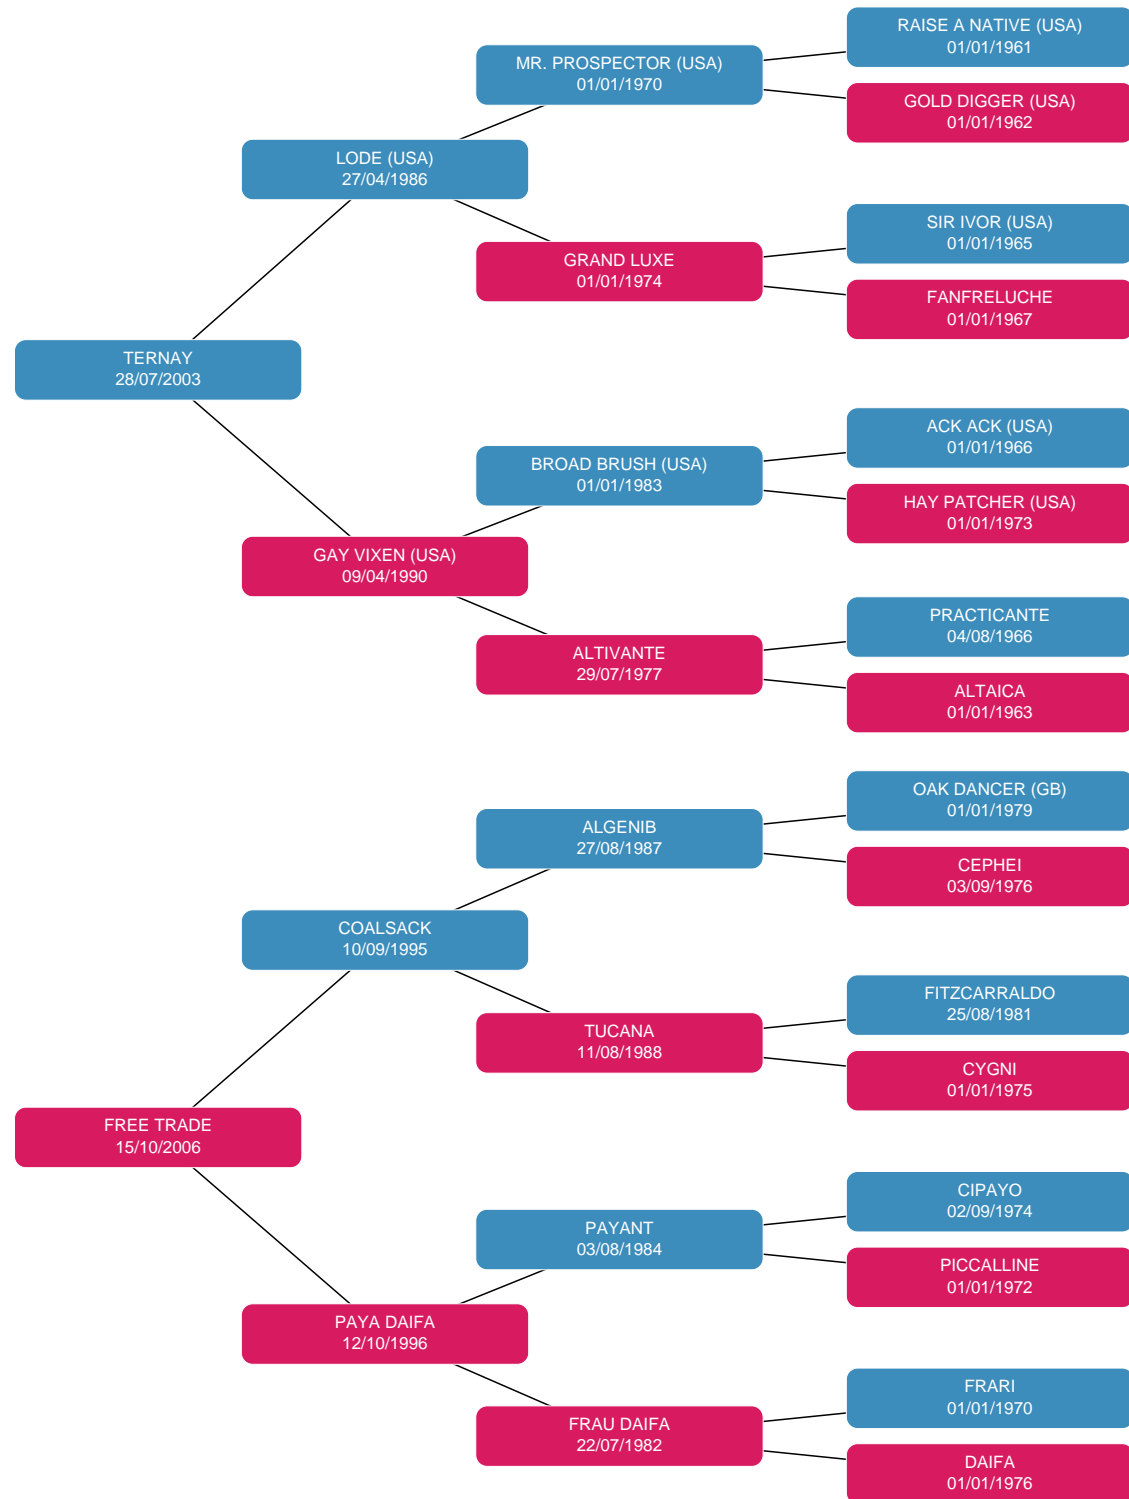 RAISE A NATIVE (USA)
01/01/1961
MR. PROSPECTOR (USA)
01/01/1970
GOLD DIGGER (USA)
01/01/1962
LODE (USA)
27/04/1986
SIR IVOR (USA)
01/01/1965
GRAND LUXE
01/01/1974
FANFRELUCHE
01/01/1967
TERNAY
28/07/2003
ACK ACK (USA)
01/01/1966
BROAD BRUSH (USA)
01/01/1983
HAY PATCHER (USA)
01/01/1973
GAY VIXEN (USA)
09/04/1990
PRACTICANTE
04/08/1966
ALTIVANTE
29/07/1977
ALTAICA
01/01/1963
OAK DANCER (GB)
01/01/1979
ALGENIB
27/08/1987
CEPHEI
03/09/1976
COALSACK
10/09/1995
FITZCARRALDO
25/08/1981
TUCANA
11/08/1988
CYGNI
01/01/1975
FREE TRADE
15/10/2006
CIPAYO
02/09/1974
PAYANT
03/08/1984
PICCALLINE
01/01/1972
PAYA DAIFA
12/10/1996
FRARI
01/01/1970
FRAU DAIFA
22/07/1982
DAIFA
01/01/1976